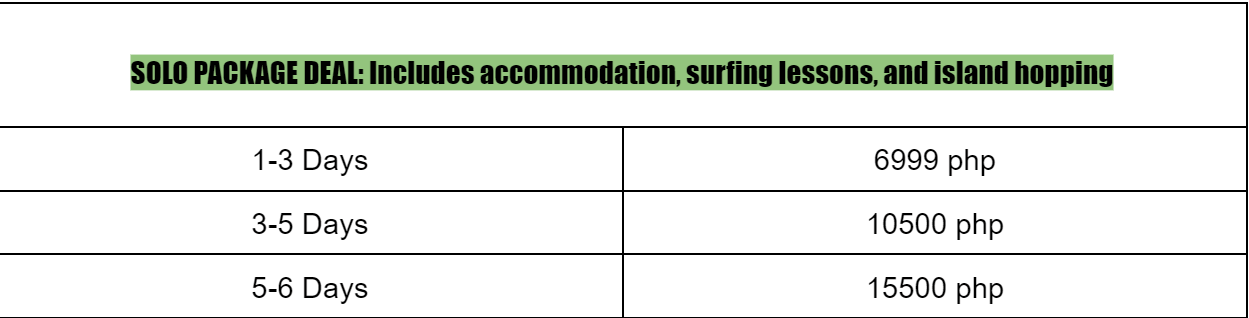 SOLO PACKAGE DEAL: Includes accommodation, surfing lessons, and island hopping
1-3 Days 6999 php
3-5 Days 10500 php
5-6 Days 15500 php